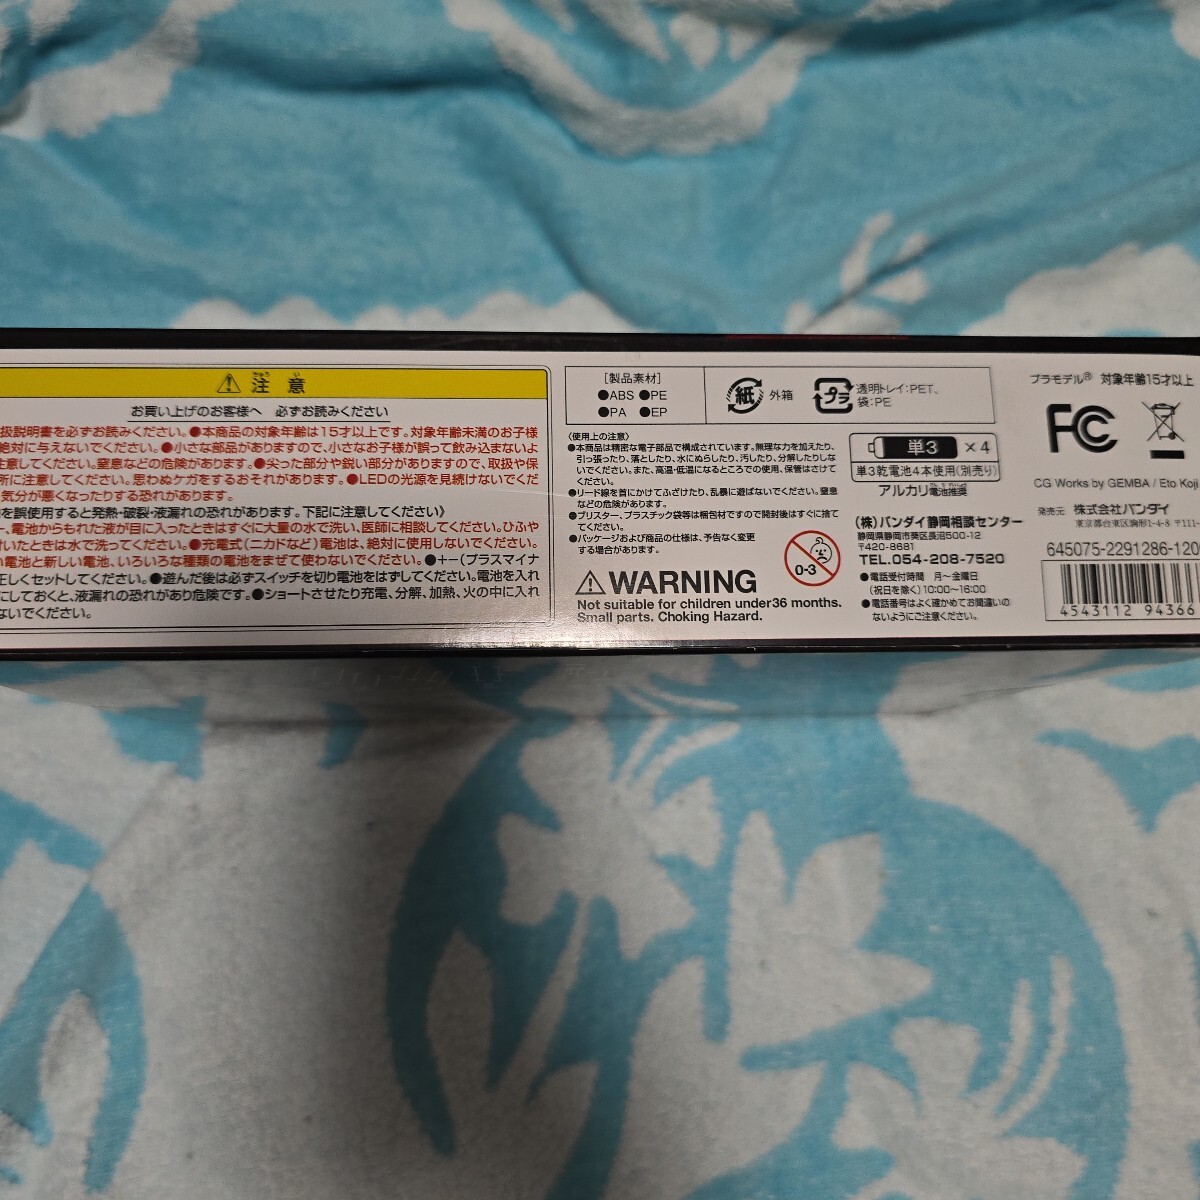 注意
お買い上げのお客様へ 必ずお読みください
扱説明書を必ずお読みください。●本商品の対象年齢は15才以上です。対象年齢未満のお子様
絶対に与えないでください。●小さな部品がありますので、小さなお子様が誤って飲み込まないよ
注意してください。窒息などの危険があります。●尖った部分や鋭い部分がありますので、取扱や保
所に注意してください。思わぬケガをするおそれがあります。●LEDの光源を見続けないでくだ
気分が悪くなったりする恐れがあります。
を誤使用すると発熱・破裂・液漏れの恐れがあります。下記に注意してください》
ー、電池からもれた液が目に入ったときはすぐに大量の水で洗い、医師に相談してください。ひふや
れいたときは水で洗ってください。●充電式(ニカドなど)電池は、絶対に使用しないでください。
い電池と新しい電池、いろいろな種類の電池をまぜて使わないでください。●+−(プラスマイナ
正しくセットしてください。●遊んだ後は必ずスイッチを切り電池をはずしてください。電池を入れ
にしておくと、液漏れの恐れがあり危険です。●ショートさせたり充電、分解、加熱、火の中に入れ
ないでください。
[製品素材]
●ABS ●PE
●PA ●EP
紙 外箱
プラ 透明トレイ:PET、
袋:PE
〈使用上の注意〉
●本商品は精密な電子部品で構成されています。無理な力を加えたり、
引っ張ったり、落としたり、水にぬらしたり、汚したり、分解したりしな
いでください。また、高温・低温になるところでの使用、保管はさけて
ください。
●リード線を首にかけてふざけたり、乱暴に遊ばないでください。窒息
などの危険があります。
●ブリスター、プラスチック袋等は梱包材ですので開封後はすぐに捨て
てください。
●パッケージおよび商品の仕様は、予告なく変更
する場合があります。
0-3
WARNING
Not suitable for children under36 months.
Small parts. Choking Hazard.
単3 ×4
単3乾電池4本使用(別売り)
アルカリ電池推奨
(株)バンダイ静岡相談センター
静岡県静岡市葵区長沼500-12
〒420-8681
TEL.054-208-7520
●電話受付時間 月〜金曜日
(祝日を除く)10:00〜16:00
●電話番号はよく確かめてお間違いの
ないようにご注意ください。
プラモデル® 対象年齢15才以上
FC
CG Works by GEMBA / Eto Koji
発売元 株式会社バンダイ
東京都台東区駒形1-4-8 〒111-
645075-2291286-120
4543112 94366